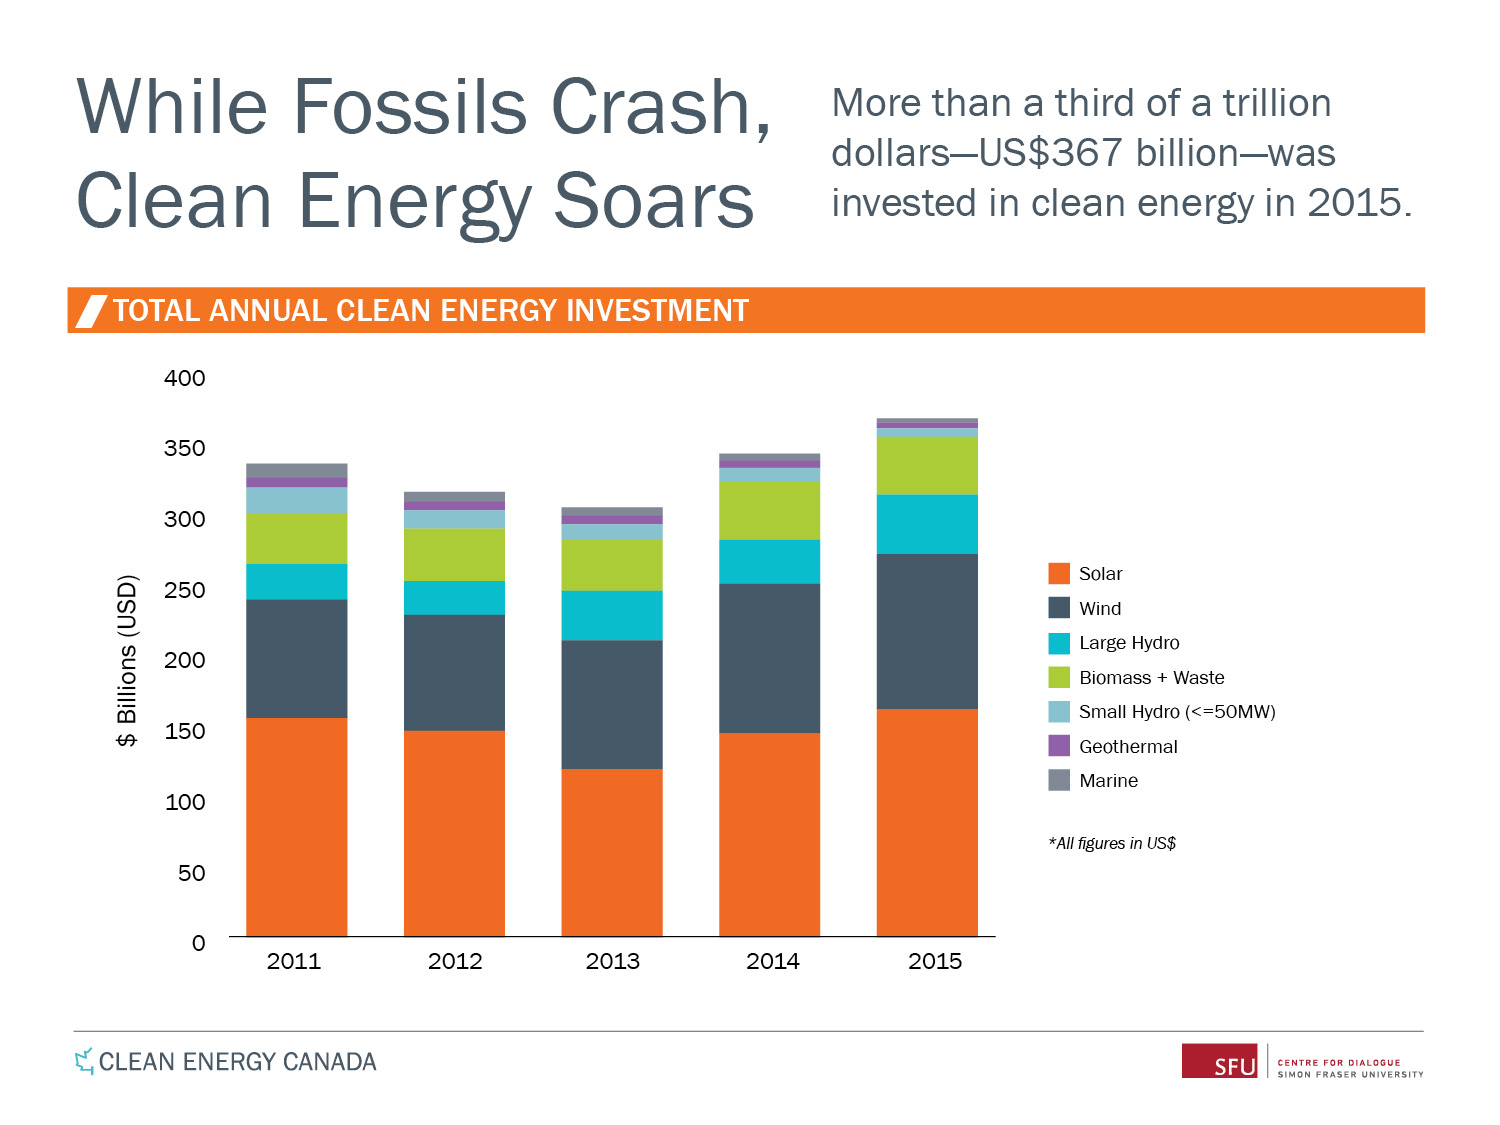 While Fossils Crash,
Clean Energy Soars
More than a third of a trillion
dollars—US$367 billion—was
invested in clean energy in 2015.
TOTAL ANNUAL CLEAN ENERGY INVESTMENT
$ Billions (USD)
400
350
300
250
200
150
100
50
0
2011 2012 2013 2014 2015
Solar
Wind
Large Hydro
Biomass + Waste
Small Hydro (<=50MW)
Geothermal
Marine
*All figures in US$
CLEAN ENERGY CANADA
SFU
CENTRE FOR DIALOGUE
SIMON FRASER UNIVERSITY